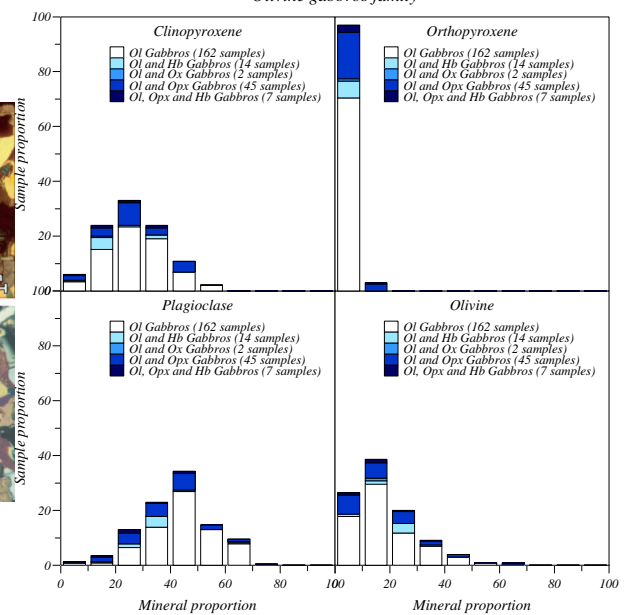 Olivine gabbros family
Clinopyroxene
Ol Gabbros (162 samples)
Ol and Hb Gabbros (14 samples)
Ol and Ox Gabbros (2 samples)
Ol and Opx Gabbros (45 samples)
Ol, Opx and Hb Gabbros (7 samples)
100
80
60
40
20
Sample proportion
Orthopyroxene
Ol Gabbros (162 samples)
Ol and Hb Gabbros (14 samples)
Ol and Ox Gabbros (2 samples)
Ol and Opx Gabbros (45 samples)
Ol, Opx and Hb Gabbros (7 samples)
Plagioclase
Ol Gabbros (162 samples)
Ol and Hb Gabbros (14 samples)
Ol and Ox Gabbros (2 samples)
Ol and Opx Gabbros (45 samples)
Ol, Opx and Hb Gabbros (7 samples)
100
80
60
40
20
0
Sample proportion
0 20 40 60 80 100
Mineral proportion
Olivine
Ol Gabbros (162 samples)
Ol and Hb Gabbros (14 samples)
Ol and Ox Gabbros (2 samples)
Ol and Opx Gabbros (45 samples)
Ol, Opx and Hb Gabbros (7 samples)
0 20 40 60 80 100
Mineral proportion